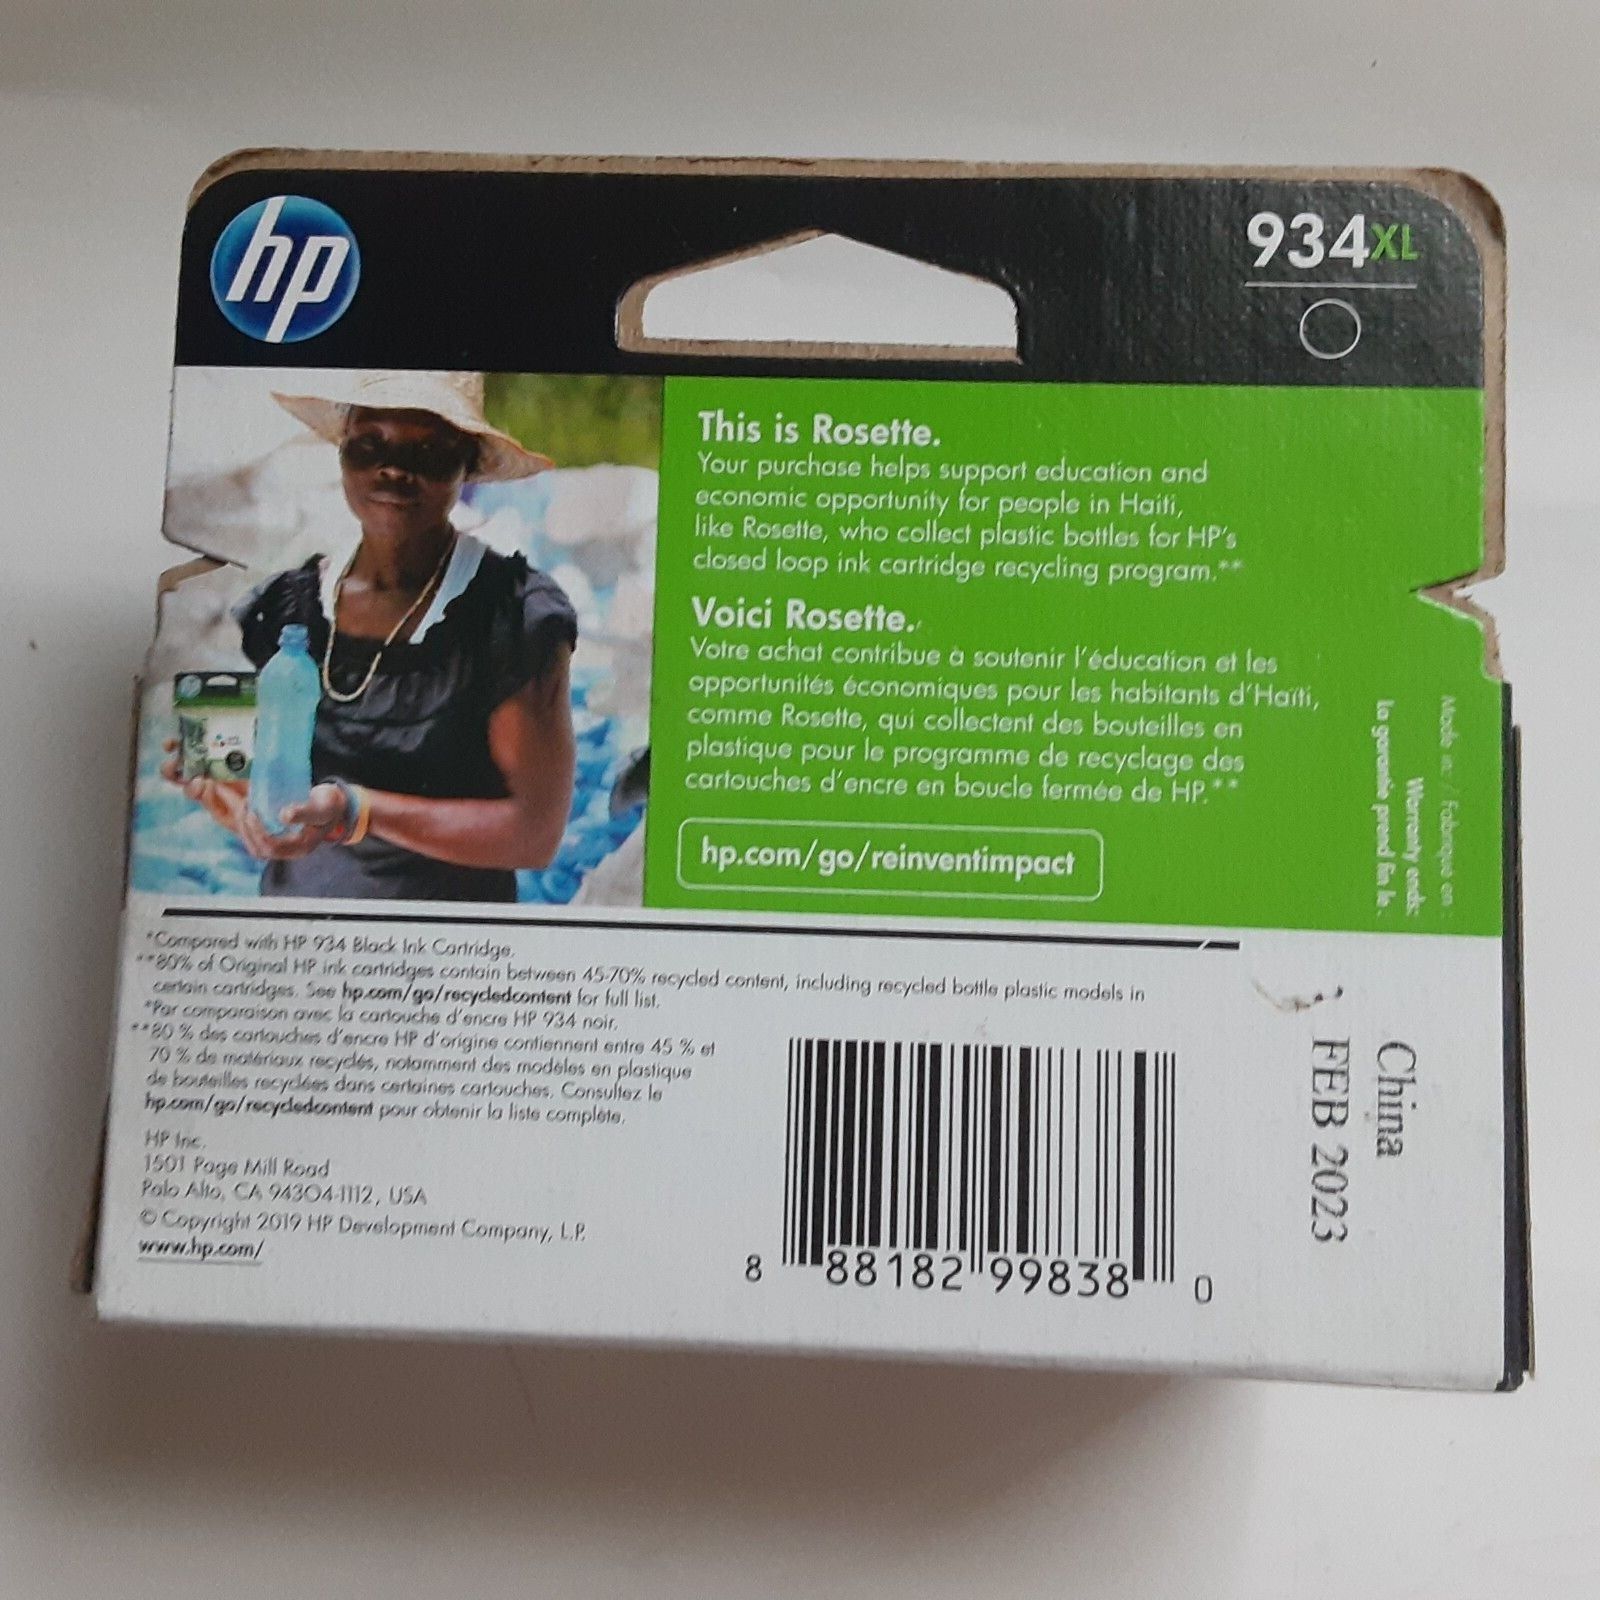 hp
934XL
This is Rosette.
Your purchase helps support education and
economic opportunity for people in Haiti,
like Rosette, who collect plastic bottles for HP's
closed loop ink cartridge recycling program.**
Voici Rosette.
Votre achat contribue à soutenir l'éducation et les
opportunités économiques pour les habitants d'Haïti,
comme Rosette, qui collectent des bouteilles en
plastique pour le programme de recyclage des
cartouches d'encre en boucle fermée de HP.**
hp.com/go/reinventimpact
Made in: / Fabriqué en :
Warranty ends:
la garantie prend fin le :
China
FEB 2023
*Compared with HP 934 Black Ink Cartridge.
**80% of Original HP ink cartridges contain between 45-70% recycled content, including recycled bottle plastic models in
certain cartridges. See hp.com/go/recycledcontent for full list.
*Par comparaison avec la cartouche d'encre HP 934 noir.
**80 % des cartouches d'encre HP d'origine contiennent entre 45 % et
70 % de matériaux recyclés, notamment des modèles en plastique
de bouteilles recyclées dans certaines cartouches. Consultez le
hp.com/go/recycledcontent pour obtenir la liste complète.
HP Inc.
1501 Page Mill Road
Palo Alto, CA 94304-1112, USA
© Copyright 2019 HP Development Company, L.P.
www.hp.com/
8 88182 99838 0